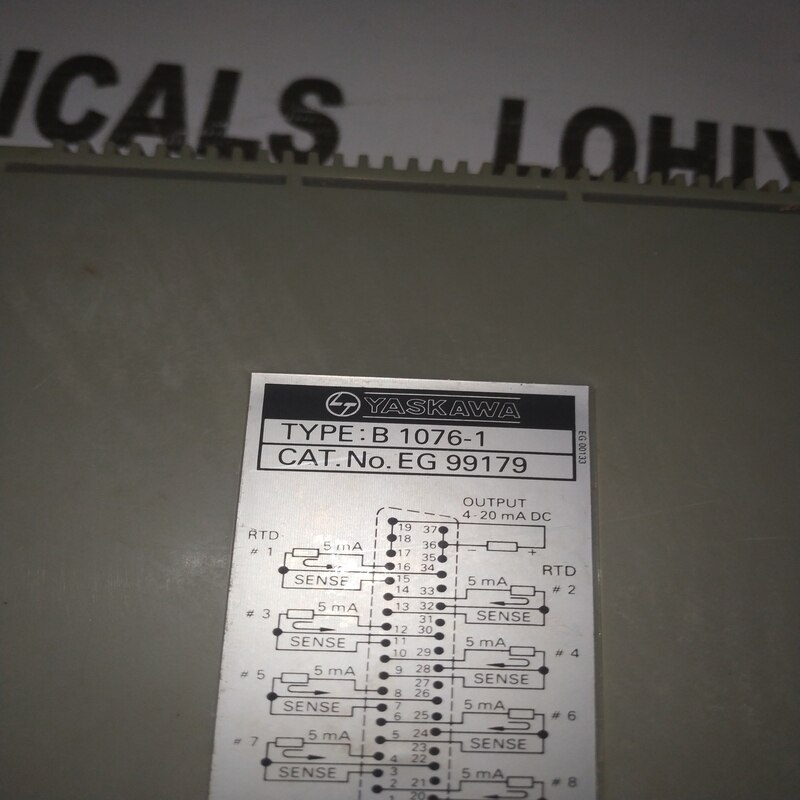 ICALS LOHIY
YASKAWA
TYPE: B 1076-1
CAT. No. EG 99179
EG 00133
OUTPUT
4-20 mA DC
19 37
18
36 - +
17 35
RTD
# 1 5 mA
16 34
SENSE 15
RTD
5 mA # 2
14 33
13 32 SENSE
31
# 3 5 mA
12 30
SENSE 11
10 29 5 mA # 4
9 28 SENSE
27
# 5 5 mA
8 26
SENSE 7
6 25 5 mA # 6
5 24 SENSE
23
# 7 5 mA
4 22
SENSE 3
2 21 5 mA # 8
1 20